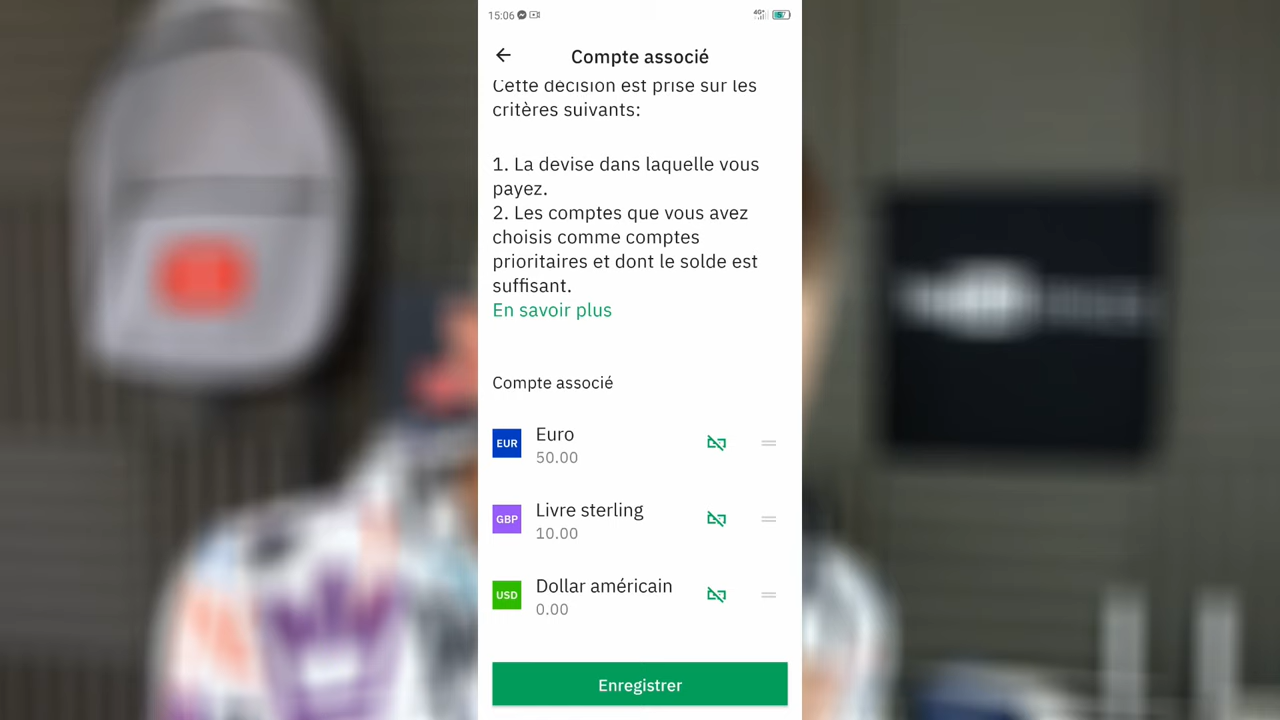 15:06
4G+
Compte associé
Cette décision est prise sur les
critères suivants:
1. La devise dans laquelle vous
payez.
2. Les comptes que vous avez
choisis comme comptes
prioritaires et dont le solde est
suffisant.
En savoir plus
Compte associé
EUR
Euro
50.00
GBP
Livre sterling
10.00
USD
Dollar américain
0.00
Enregistrer